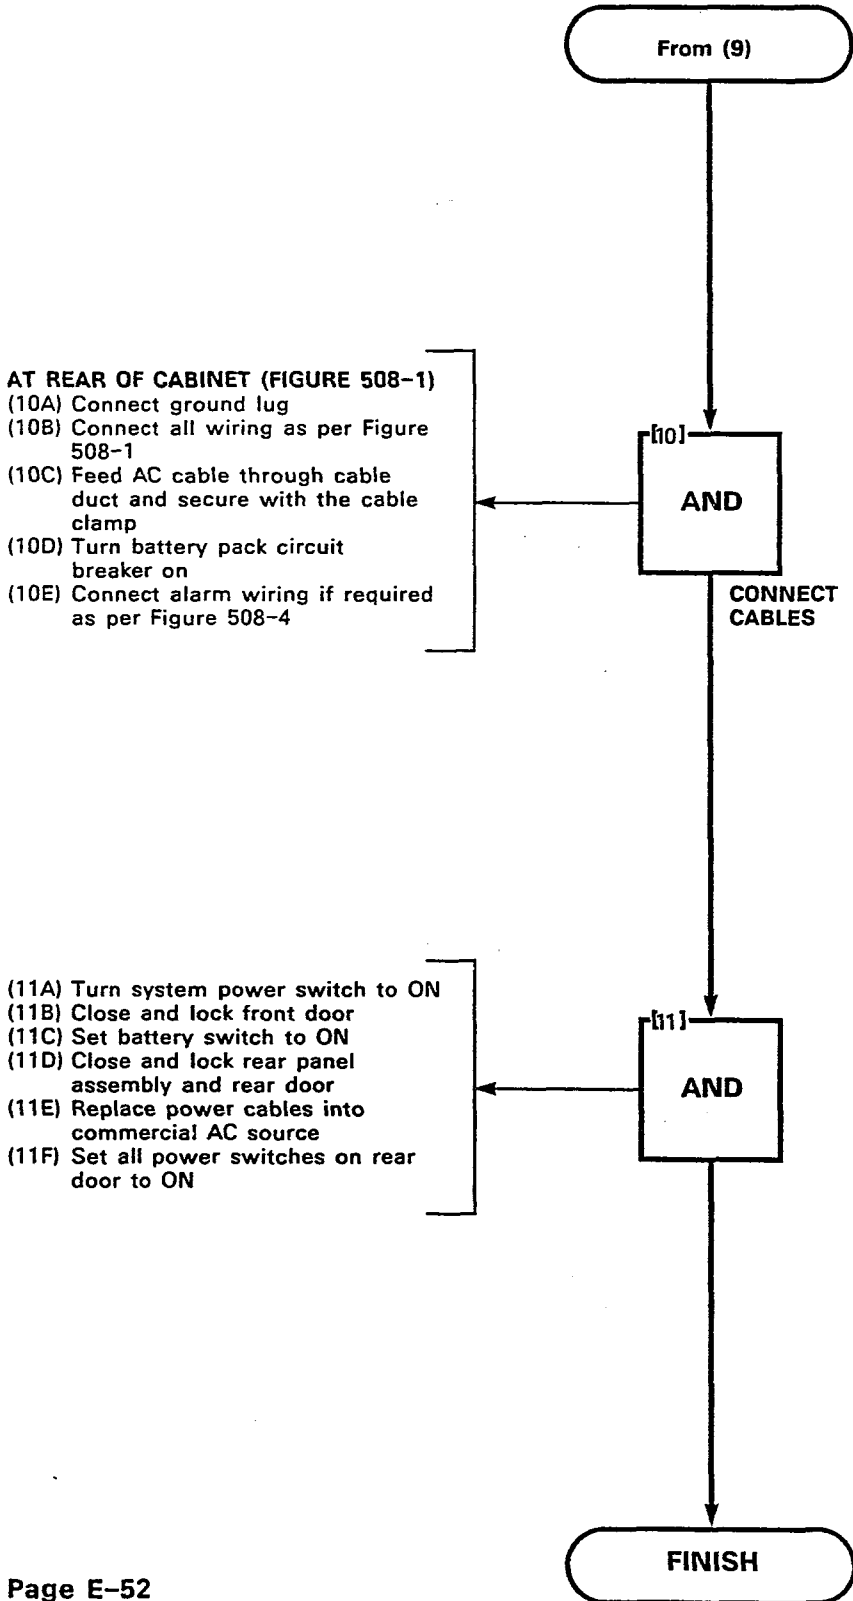 From (9)
AT REAR OF CABINET (FIGURE 508-1)
(10A) Connect ground lug
(10B) Connect all wiring as per Figure
508-1
(10C) Feed AC cable through cable
duct and secure with the cable
clamp
(10D) Turn battery pack circuit
breaker on
(10E) Connect alarm wiring if required
as per Figure 508-4
[10]
AND
CONNECT
CABLES
(11A) Turn system power switch to ON
(11B) Close and lock front door
(11C) Set battery switch to ON
(11D) Close and lock rear panel
assembly and rear door
(11E) Replace power cables into
commercial AC source
(11F) Set all power switches on rear
door to ON
[11]
AND
FINISH
Page E-52